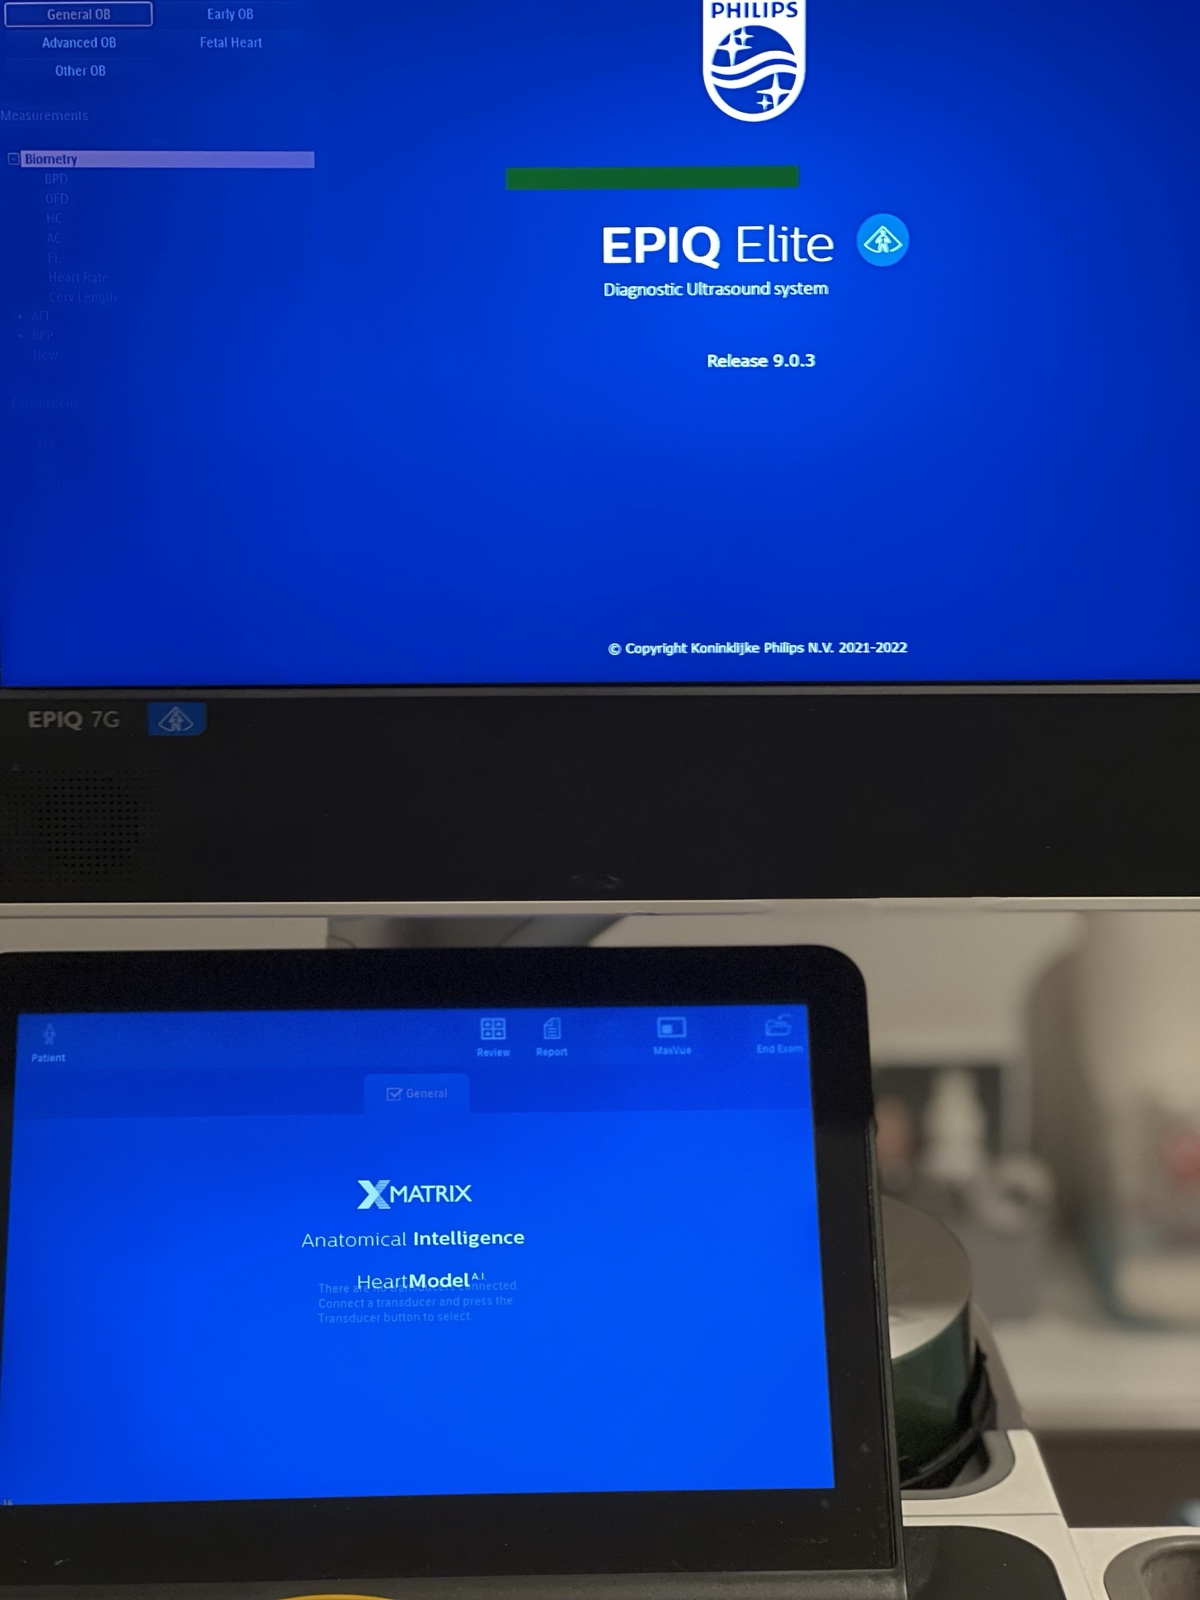 General OB
Early OB
Advanced OB
Fetal Heart
Other OB
Measurements
Biometry
BPD
OFD
HC
AC
FL
Heart Rate
Cerv Length
AFI
BPP
New
PHILIPS
EPIQ Elite
Diagnostic Ultrasound system
Release 9.0.3
© Copyright Koninklijke Philips N.V. 2021-2022
EPIQ 7G
Patient
Review
Report
MaxVue
End Exam
General
XMATRIX
Anatomical Intelligence
HeartModel A.I.
There are no transducers connected.
Connect a transducer and press the
Transducer button to select.